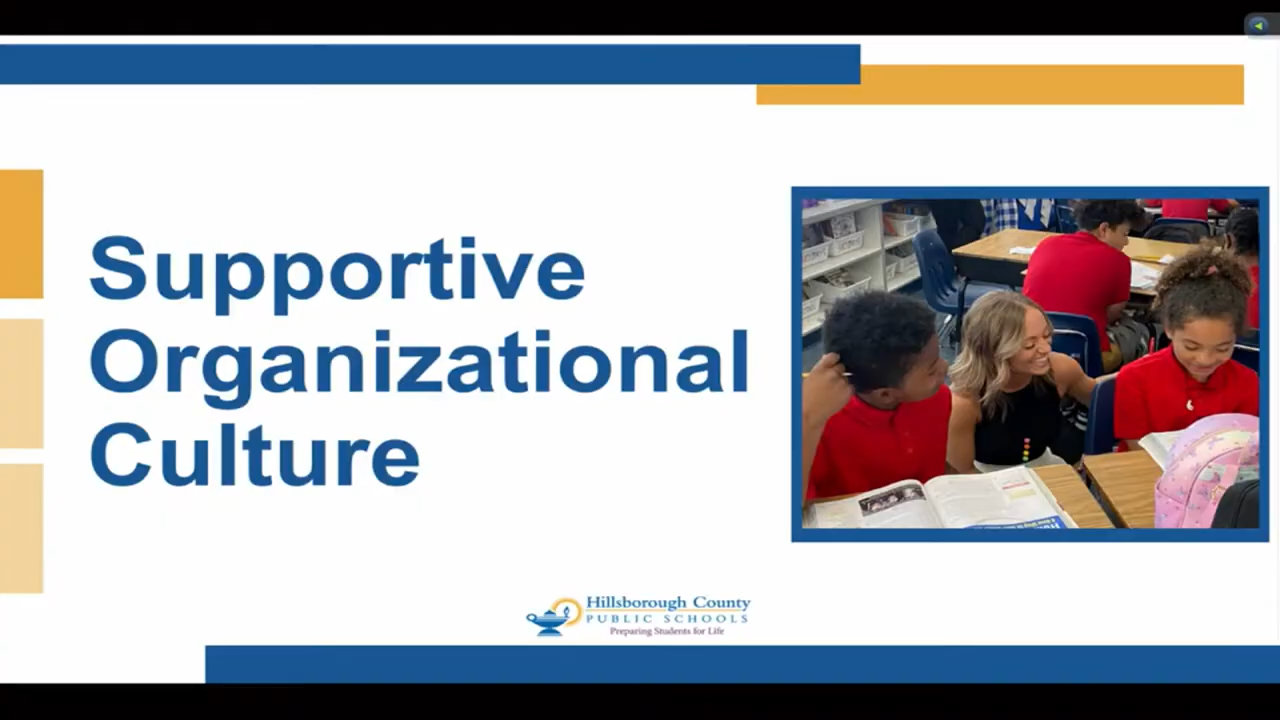 Supportive
Organizational
Culture
Hillsborough County
PUBLIC SCHOOLS
Preparing Students for Life